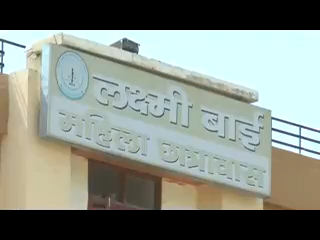 लक्ष्मी बाई
महिला छात्रावास